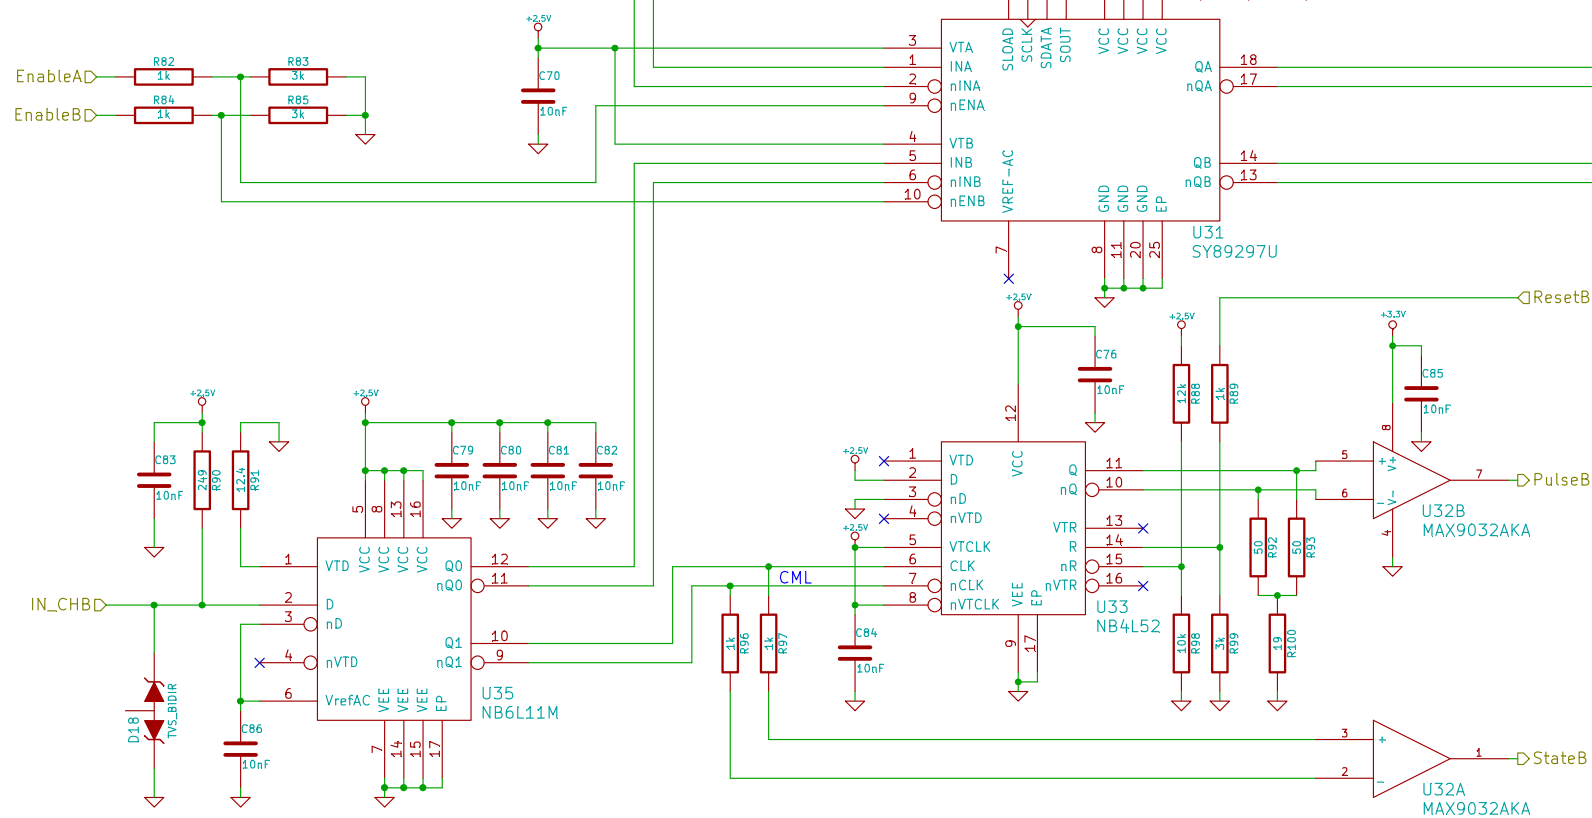 +2.5V
EnableA
R82
1k
R83
3k
EnableB
R84
1k
R85
3k
C70
10nF
3
VTA
1
INA
2
nINA
9
nENA
4
VTB
5
INB
6
nINB
10
nENB
SLOAD
SCLK
SDATA
SOUT
VCC
VCC
VCC
VCC
QA
18
nQA
17
QB
14
nQB
13
VREF-AC
GND
GND
GND
EP
7
8
11
20
25
U31
SY89297U
ResetB
+2.5V
C76
10nF
12
+2.5V
12k
R88
1k
R89
+3.3V
C85
10nF
8
+2.5V
C83
10nF
249
R90
12.4
R91
+2.5V
C79
10nF
C80
10nF
C81
10nF
C82
10nF
5
8
13
16
VCC
VCC
VCC
VCC
1
VTD
IN_CHB
2
D
3
nD
4
nVTD
6
VrefAC
Q0
12
nQ0
11
Q1
10
nQ1
9
VEE
VEE
VEE
EP
7
14
15
17
U35
NB6L11M
D18
TVS_BIDIR
C86
10nF
+2.5V
+2.5V
1
VTD
2
D
3
nD
4
nVTD
5
VTCLK
6
CLK
7
nCLK
8
nVTCLK
VCC
Q
11
nQ
10
VTR
13
R
14
nR
15
nVTR
16
VEE
EP
9
17
U33
NB4L52
CML
1k
R96
1k
R97
C84
10nF
10k
R98
3k
R99
50
R92
50
R93
19
R100
5
+
6
-
V+
V-
4
7
PulseB
U32B
MAX9032AKA
3
+
2
-
1
StateB
U32A
MAX9032AKA